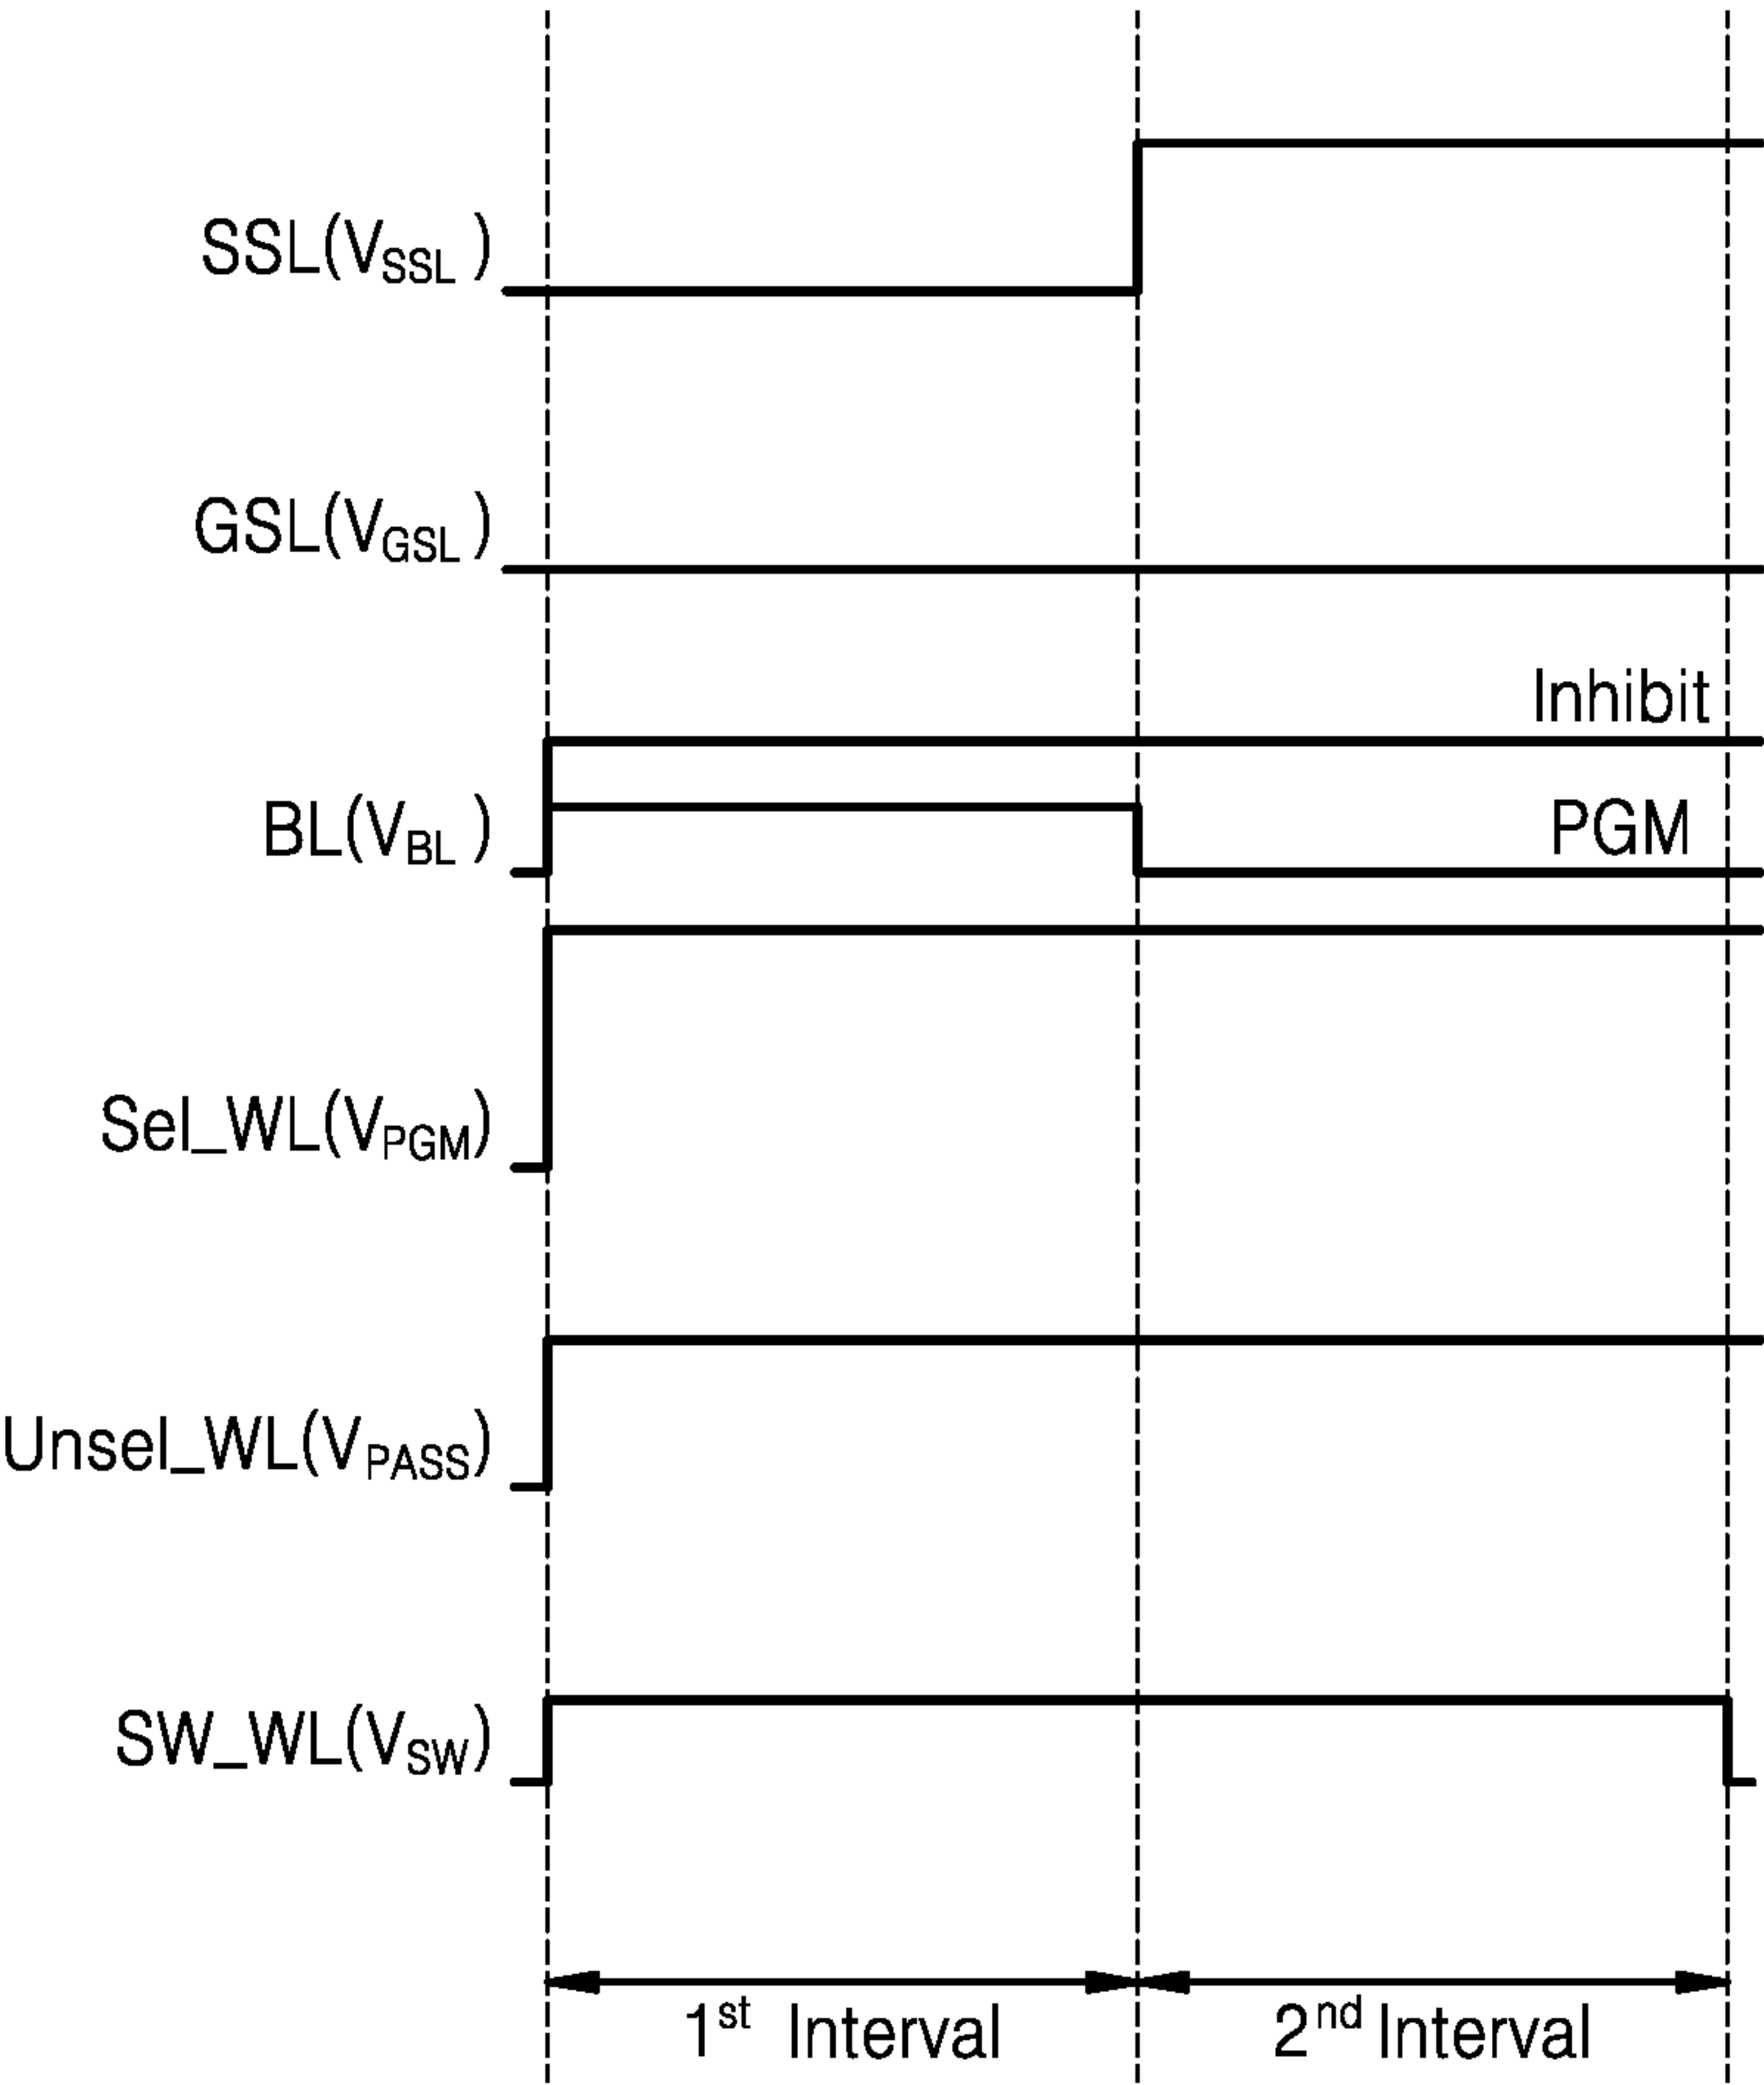 SSL(VSSL )
GSL(VGSL )
Inhibit
BL(VBL )
PGM
Sel_WL(VPGM)
Unsel_WL(VPASS)
SW_WL(VSW)
1st Interval
2nd Interval